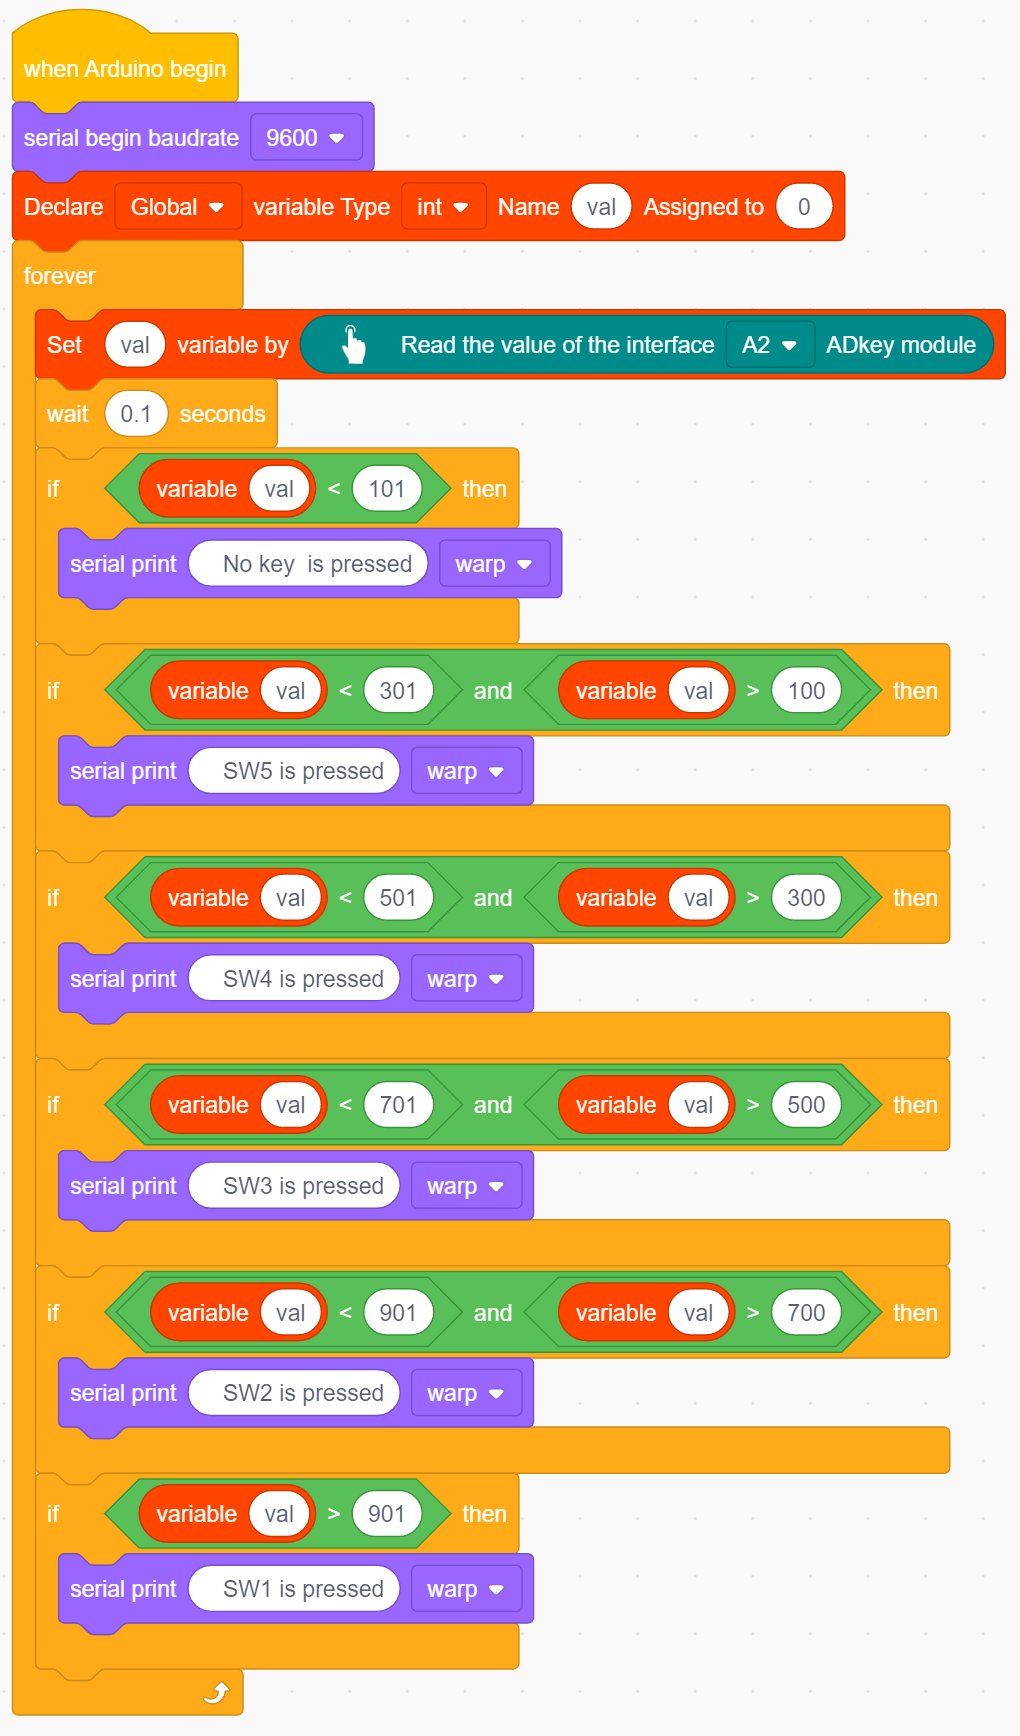 when Arduino begin
serial begin baudrate 9600
Declare Global variable Type int Name val Assigned to 0
forever
Set val variable by Read the value of the interface A2 ADkey module
wait 0.1 seconds
if variable val < 101 then
serial print No key  is pressed warp
if variable val < 301 and variable val > 100 then
serial print SW5 is pressed warp
if variable val < 501 and variable val > 300 then
serial print SW4 is pressed warp
if variable val < 701 and variable val > 500 then
serial print SW3 is pressed warp
if variable val < 901 and variable val > 700 then
serial print SW2 is pressed warp
if variable val > 901 then
serial print SW1 is pressed warp